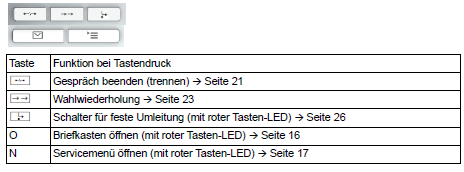 Taste Funktion bei Tastendruck
Gespräch beenden (trennen) → Seite 21
Wahlwiederholung → Seite 23
Schalter für feste Umleitung (mit roter Tasten-LED) → Seite 26
O Briefkasten öffnen (mit roter Tasten-LED) → Seite 16
N Servicemenü öffnen (mit roter Tasten-LED) → Seite 17